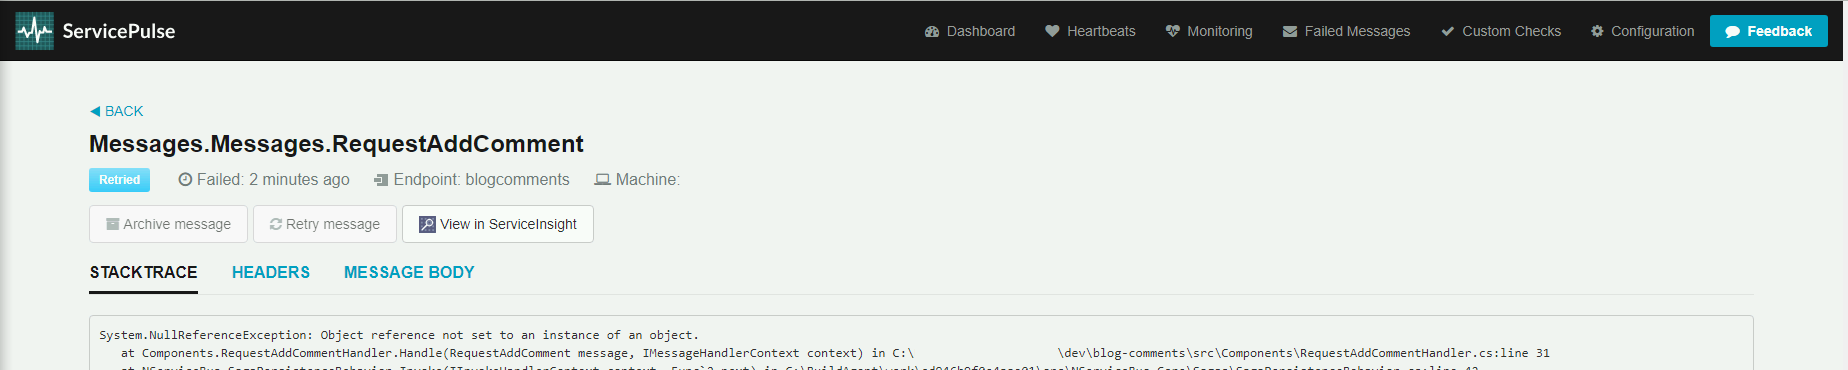 ServicePulse
Dashboard Heartbeats Monitoring Failed Messages Custom Checks Configuration Feedback
BACK
Messages.Messages.RequestAddComment
Retried Failed: 2 minutes ago Endpoint: blogcomments Machine:
Archive message Retry message View in ServiceInsight
STACKTRACE HEADERS MESSAGE BODY
System.NullReferenceException: Object reference not set to an instance of an object.
at Components.RequestAddCommentHandler.Handle(RequestAddComment message, IMessageHandlerContext context) in C:\ \dev\blog-comments\src\Components\RequestAddCommentHandler.cs:line 31